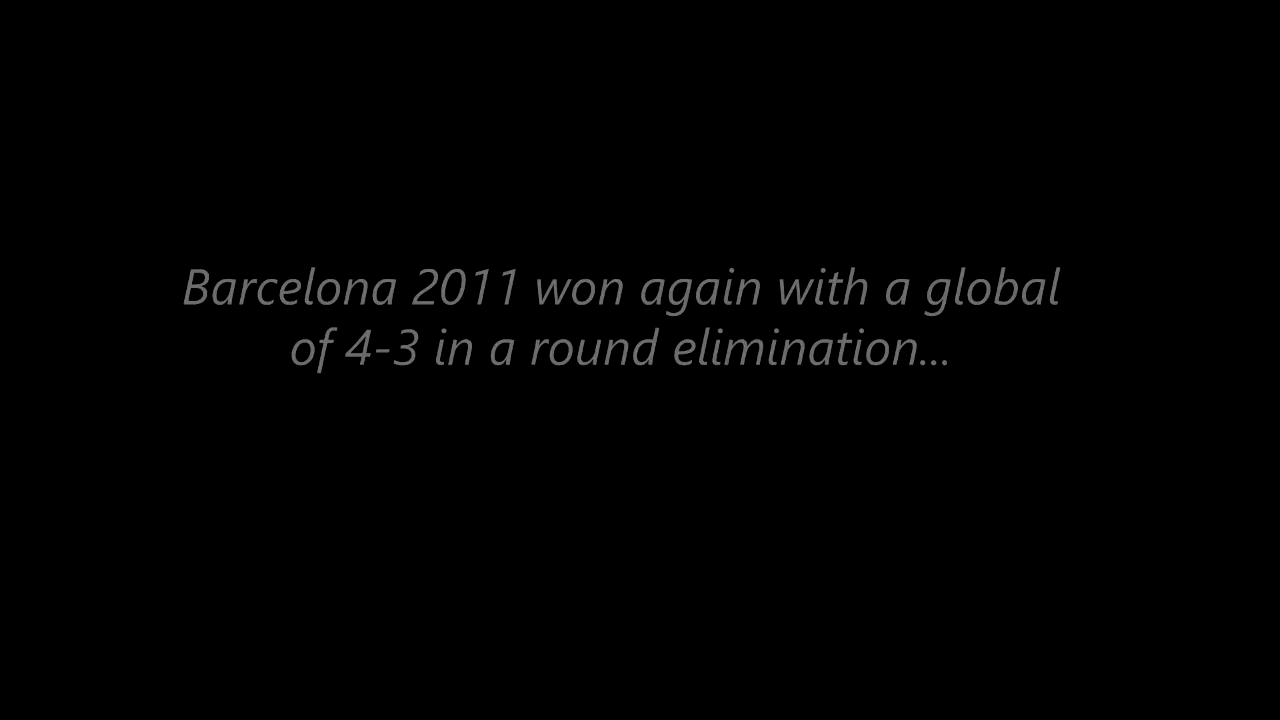 Barcelona 2011 won again with a global
of 4-3 in a round elimination...